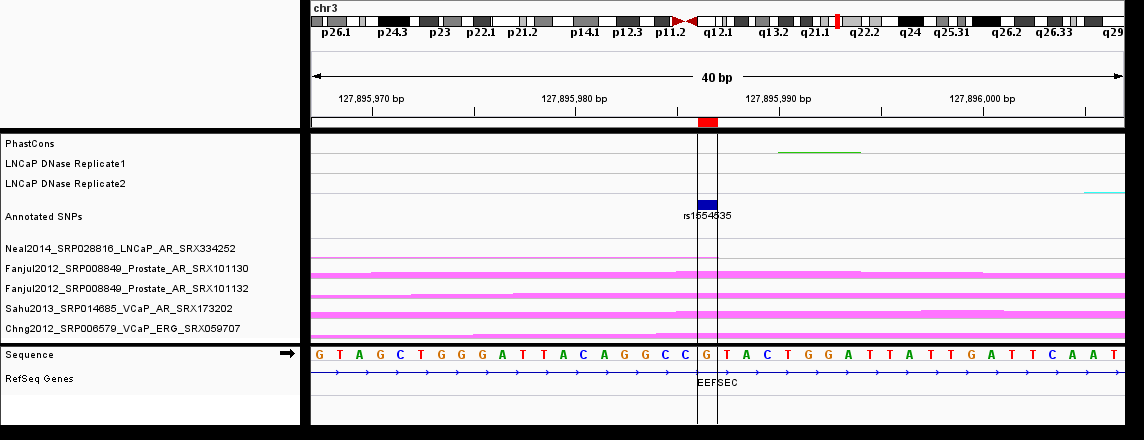 chr3
p26.1 p24.3 p23 p22.1 p21.2 p14.1 p12.3 p11.2 q12.1 q13.2 q21.1 q22.2 q24 q25.31 q26.2 q26.33 q29
40 bp
127,895,970 bp 127,895,980 bp 127,895,990 bp 127,896,000 bp
PhastCons
LNCaP DNase Replicate1
LNCaP DNase Replicate2
Annotated SNPs
rs1554535
Neal2014_SRP028816_LNCaP_AR_SRX334252
Fanjul2012_SRP008849_Prostate_AR_SRX101130
Fanjul2012_SRP008849_Prostate_AR_SRX101132
Sahu2013_SRP014685_VCaP_AR_SRX173202
Chng2012_SRP006579_VCaP_ERG_SRX059707
Sequence G T A G C T G G G A T T A C A G G C C G T A C T G G A T T A T T G A T T C A A T
RefSeq Genes
EEFSEC